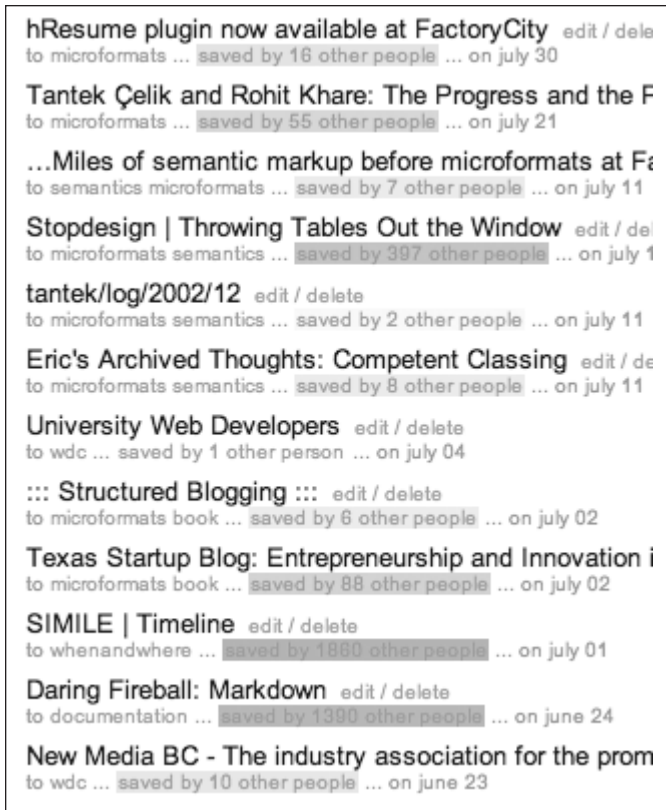 hResume plugin now available at FactoryCity edit / dele
to microformats ... saved by 16 other people ... on july 30
Tantek Çelik and Rohit Khare: The Progress and the P
to microformats ... saved by 55 other people ... on july 21
...Miles of semantic markup before microformats at Fa
to semantics microformats ... saved by 7 other people ... on july 11
Stopdesign | Throwing Tables Out the Window edit / del
to microformats semantics ... saved by 397 other people ... on july 1
tantek/log/2002/12 edit / delete
to microformats semantics ... saved by 2 other people ... on july 11
Eric's Archived Thoughts: Competent Classing edit / de
to microformats semantics ... saved by 8 other people ... on july 11
University Web Developers edit / delete
to wdc ... saved by 1 other person ... on july 04
::: Structured Blogging ::: edit / delete
to microformats book ... saved by 6 other people ... on july 02
Texas Startup Blog: Entrepreneurship and Innovation i
to microformats book ... saved by 88 other people ... on july 02
SIMILE | Timeline edit / delete
to whenandwhere ... saved by 1860 other people ... on july 01
Daring Fireball: Markdown edit / delete
to documentation ... saved by 1390 other people ... on june 24
New Media BC - The industry association for the prom
to wdc ... saved by 10 other people ... on june 23